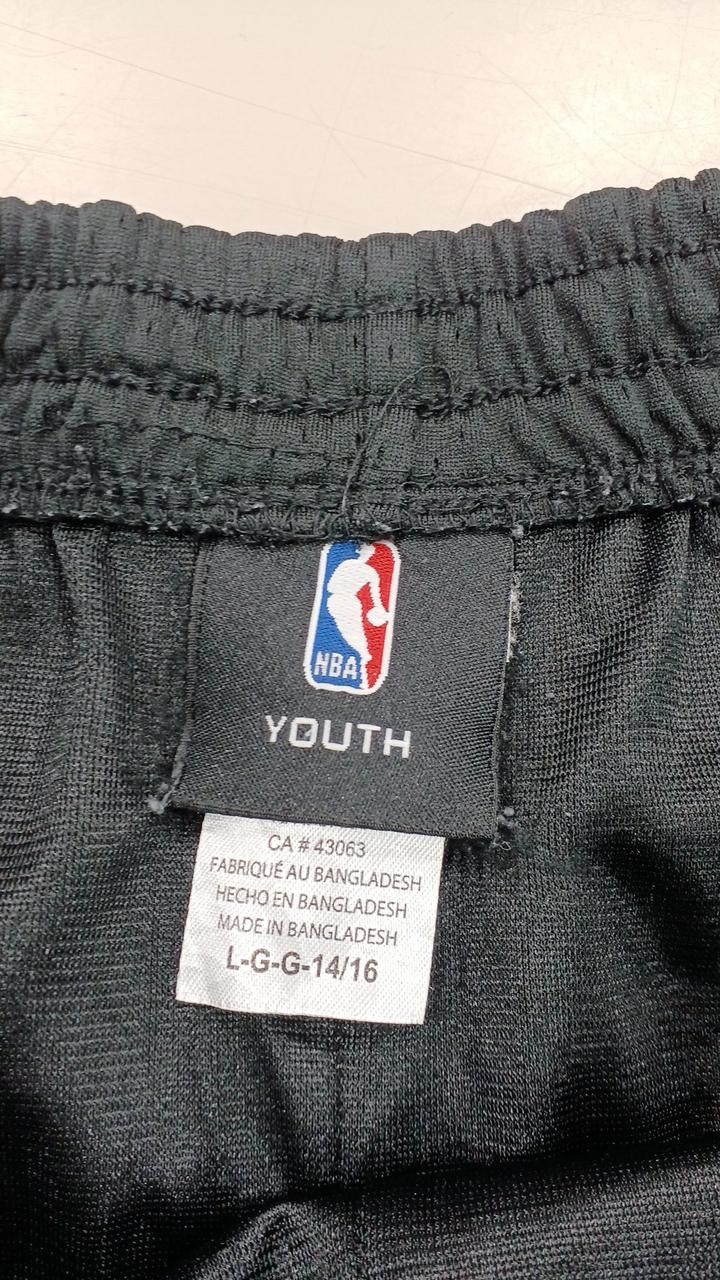 NBA
YOUTH
CA # 43063
FABRIQUÉ AU BANGLADESH
HECHO EN BANGLADESH
MADE IN BANGLADESH
L-G-G-14/16